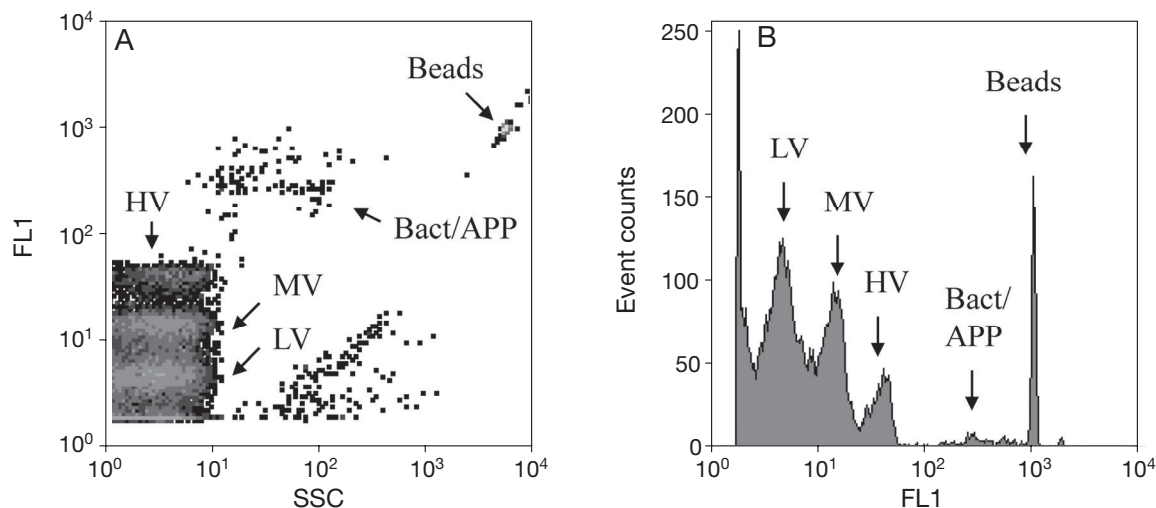 A
10⁴
10³
10²
10¹
10⁰
FL1
Beads
HV
Bact/APP
MV
LV
10⁰ 10¹ 10² 10³ 10⁴
SSC
B
250
200
150
100
50
0
Event counts
Beads
LV
MV
HV
Bact/
APP
10⁰ 10¹ 10² 10³ 10⁴
FL1